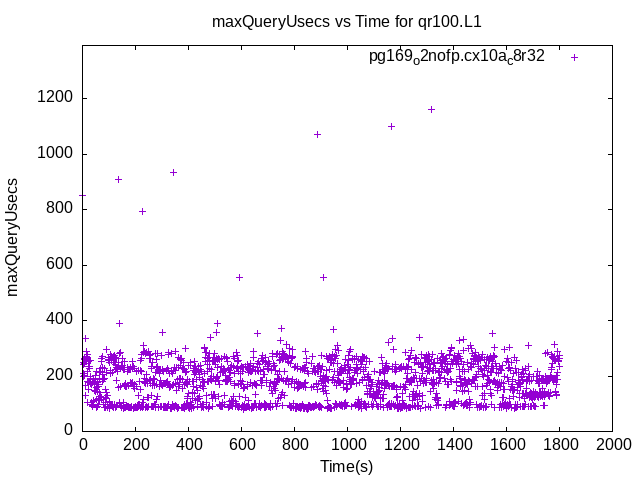 maxQueryUsecs vs Time for qr100.L1
pg169o2nofp.cx10ac8r32
1200
1000
800
600
400
200
0
maxQueryUsecs
0 200 400 600 800 1000 1200 1400 1600 1800 2000
Time(s)